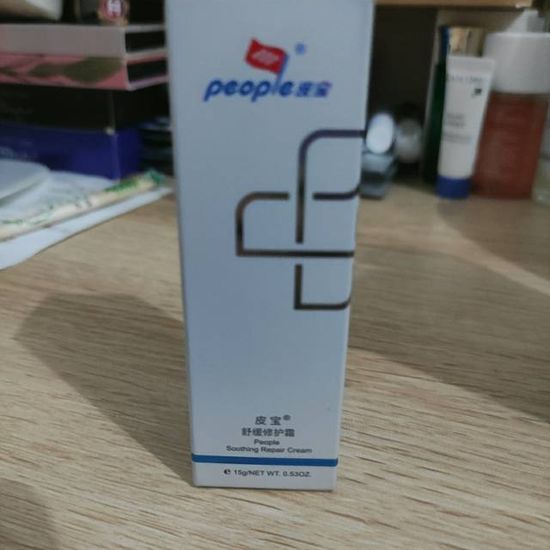 people皮宝®
皮宝®
舒缓修护霜
People
Soothing Repair Cream
e 15g/NET WT. 0.53OZ.